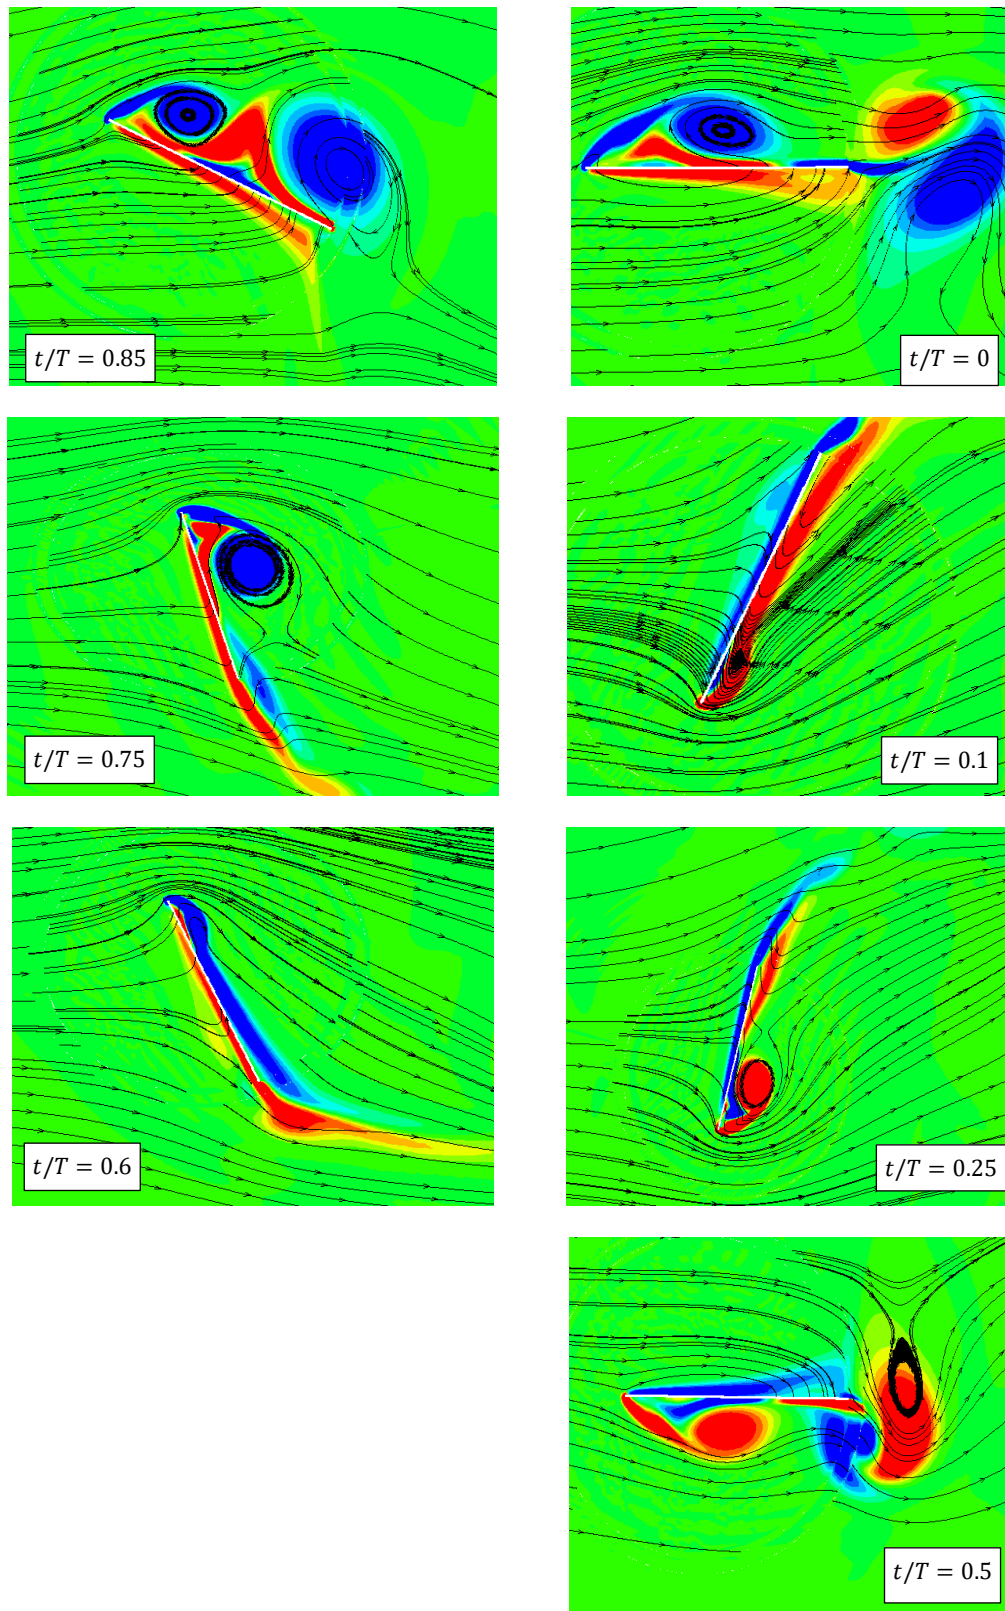 t/T = 0.85
t/T = 0
t/T = 0.75
t/T = 0.1
t/T = 0.6
t/T = 0.25
t/T = 0.5